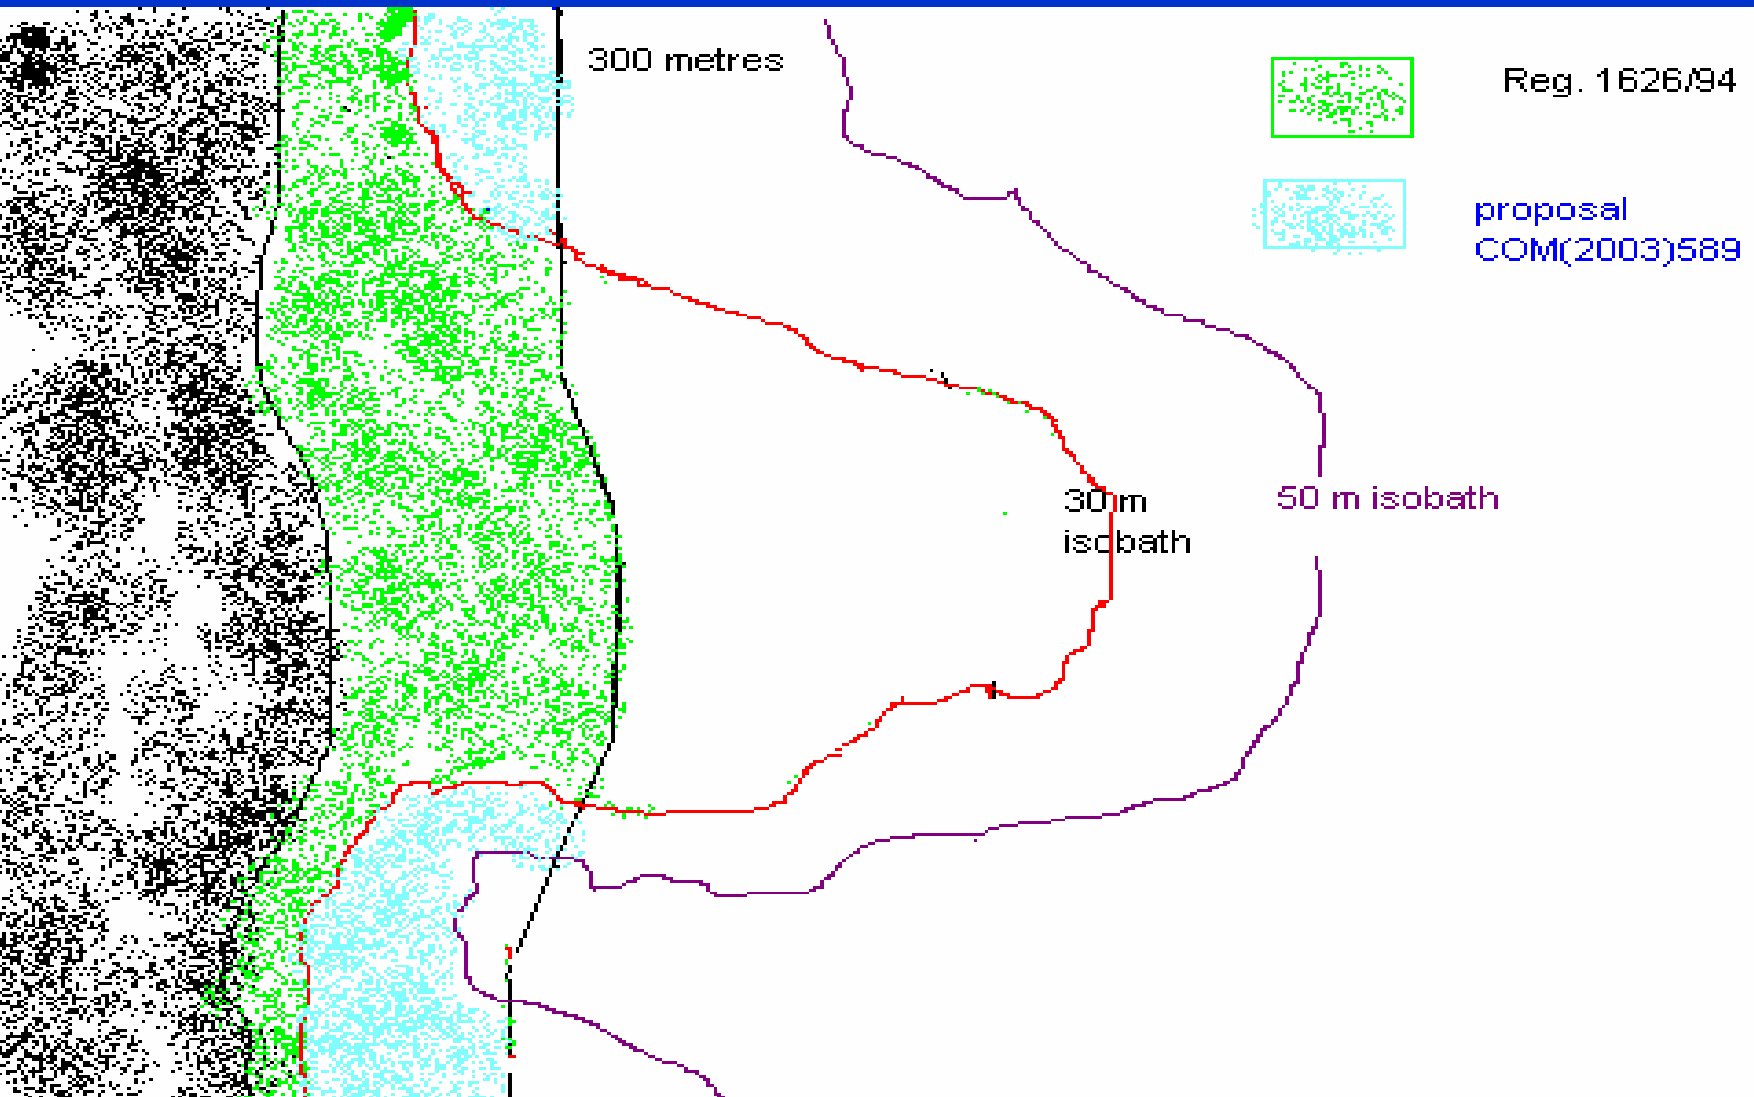 300 metres
Reg. 1626/94
proposal
COM(2003)589
30 m
isobath
50 m isobath